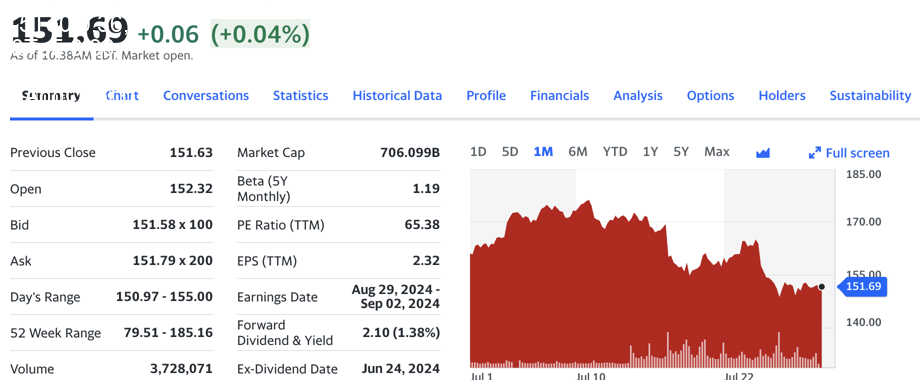 151.69 +0.06 (+0.04%)
As of 10:38AM EDT. Market open.
Summary Chart Conversations Statistics Historical Data Profile Financials Analysis Options Holders Sustainability
Previous Close 151.63
Open 152.32
Bid 151.58 x 100
Ask 151.79 x 200
Day's Range 150.97 - 155.00
52 Week Range 79.51 - 185.16
Volume 3,728,071
Market Cap 706.099B
Beta (5Y
Monthly) 1.19
PE Ratio (TTM) 65.38
EPS (TTM) 2.32
Earnings Date Aug 29, 2024 -
Sep 02, 2024
Forward
Dividend & Yield 2.10 (1.38%)
Ex-Dividend Date Jun 24, 2024
1D 5D 1M 6M YTD 1Y 5Y Max Full screen
185.00
170.00
155.00
151.69
140.00
Jul 1 Jul 10 Jul 22